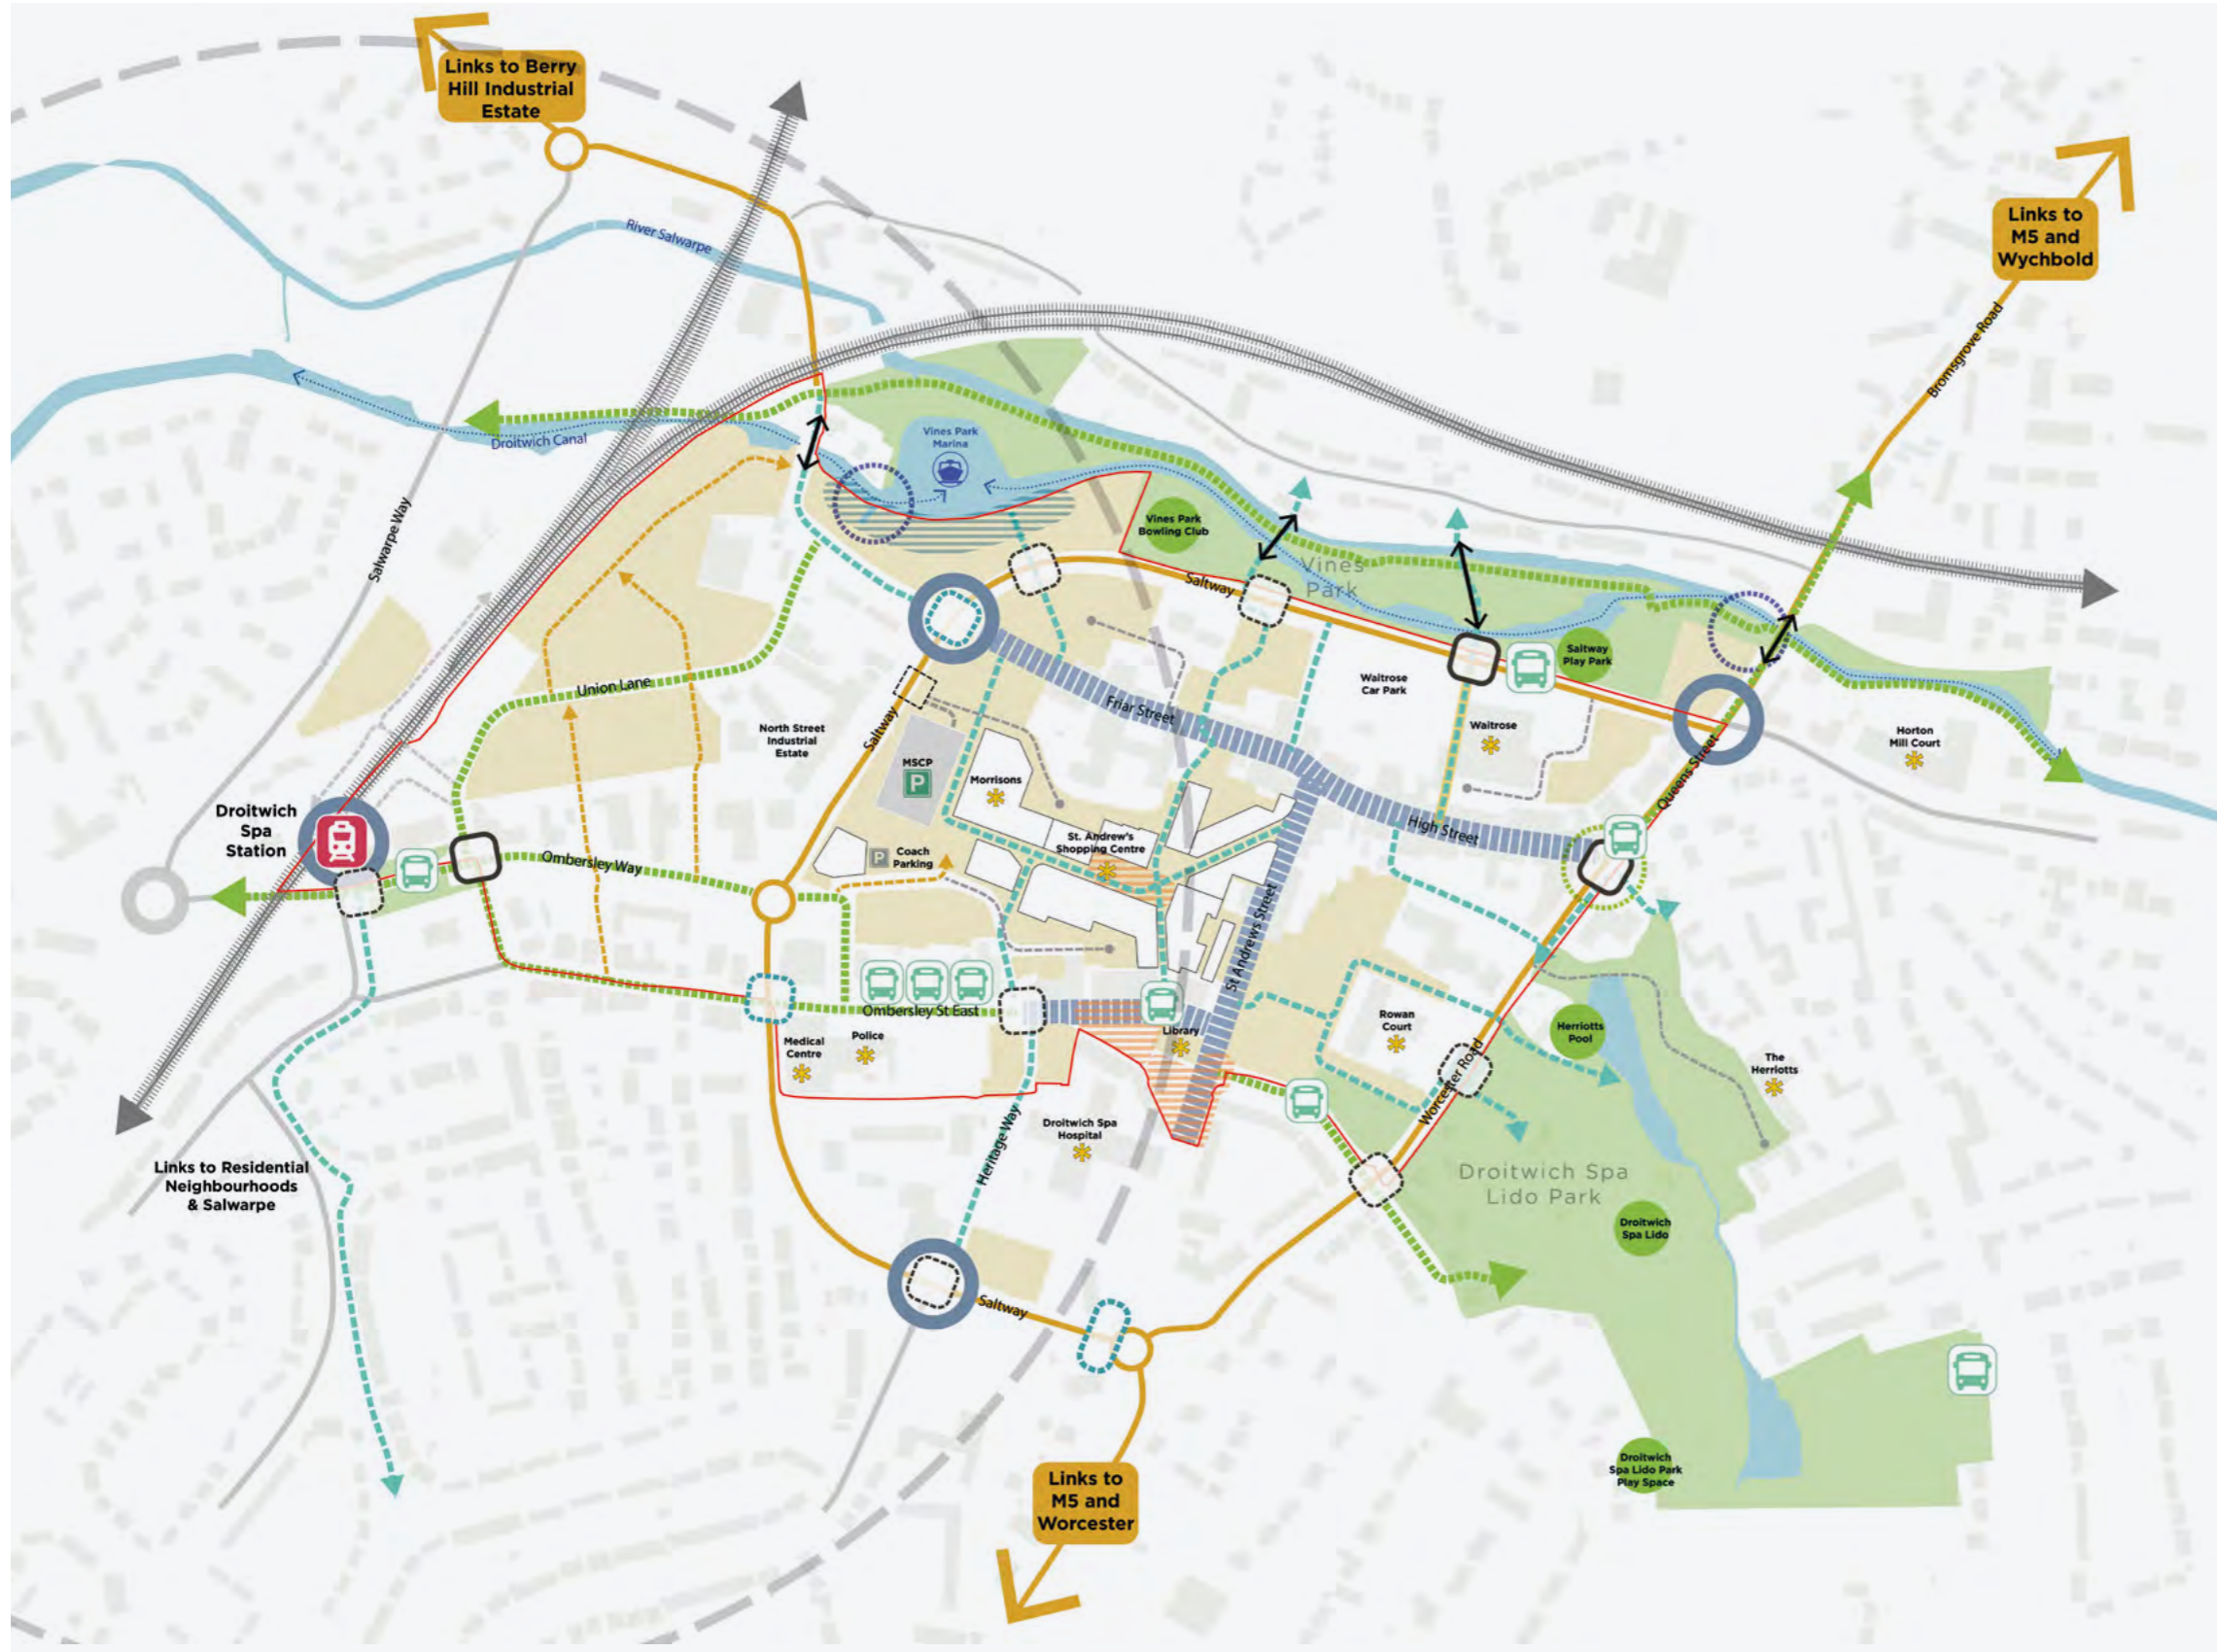 Links to Berry
Hill Industrial
Estate
Links to
M5 and
Wychbold
River Salwarpe
Bromsgrove Road
Droitwich Canal
Vines Park
Marina
Salwarpe Way
Vines Park
Bowling Club
Vines
Park
Saltway
Saltway
Play Park
Union Lane
Waitrose
Car Park
Friar Street
Waitrose
Horton
Mill Court
North Street
Industrial
Estate
Saltway
MSCP
P
Morrisons
Queens Street
Droitwich
Spa
Station
St. Andrew's
Shopping Centre
High Street
P
Coach
Parking
Ombersley Way
St Andrews Street
Ombersley St East
Library
Rowan
Court
Herriotts
Pool
Medical
Centre
Police
The
Herriotts
Worcester Road
Droitwich Spa
Hospital
Heritage Way
Links to Residential
Neighbourhoods
& Salwarpe
Droitwich Spa
Lido Park
Droitwich
Spa Lido
Saltway
Droitwich
Spa Lido Park
Play Space
Links to
M5 and
Worcester